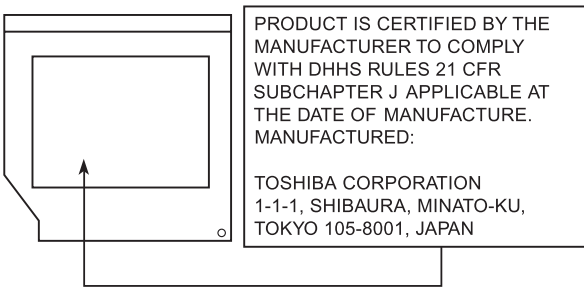 PRODUCT IS CERTIFIED BY THE
MANUFACTURER TO COMPLY
WITH DHHS RULES 21 CFR
SUBCHAPTER J APPLICABLE AT
THE DATE OF MANUFACTURE.
MANUFACTURED:
TOSHIBA CORPORATION
1-1-1, SHIBAURA, MINATO-KU,
TOKYO 105-8001, JAPAN